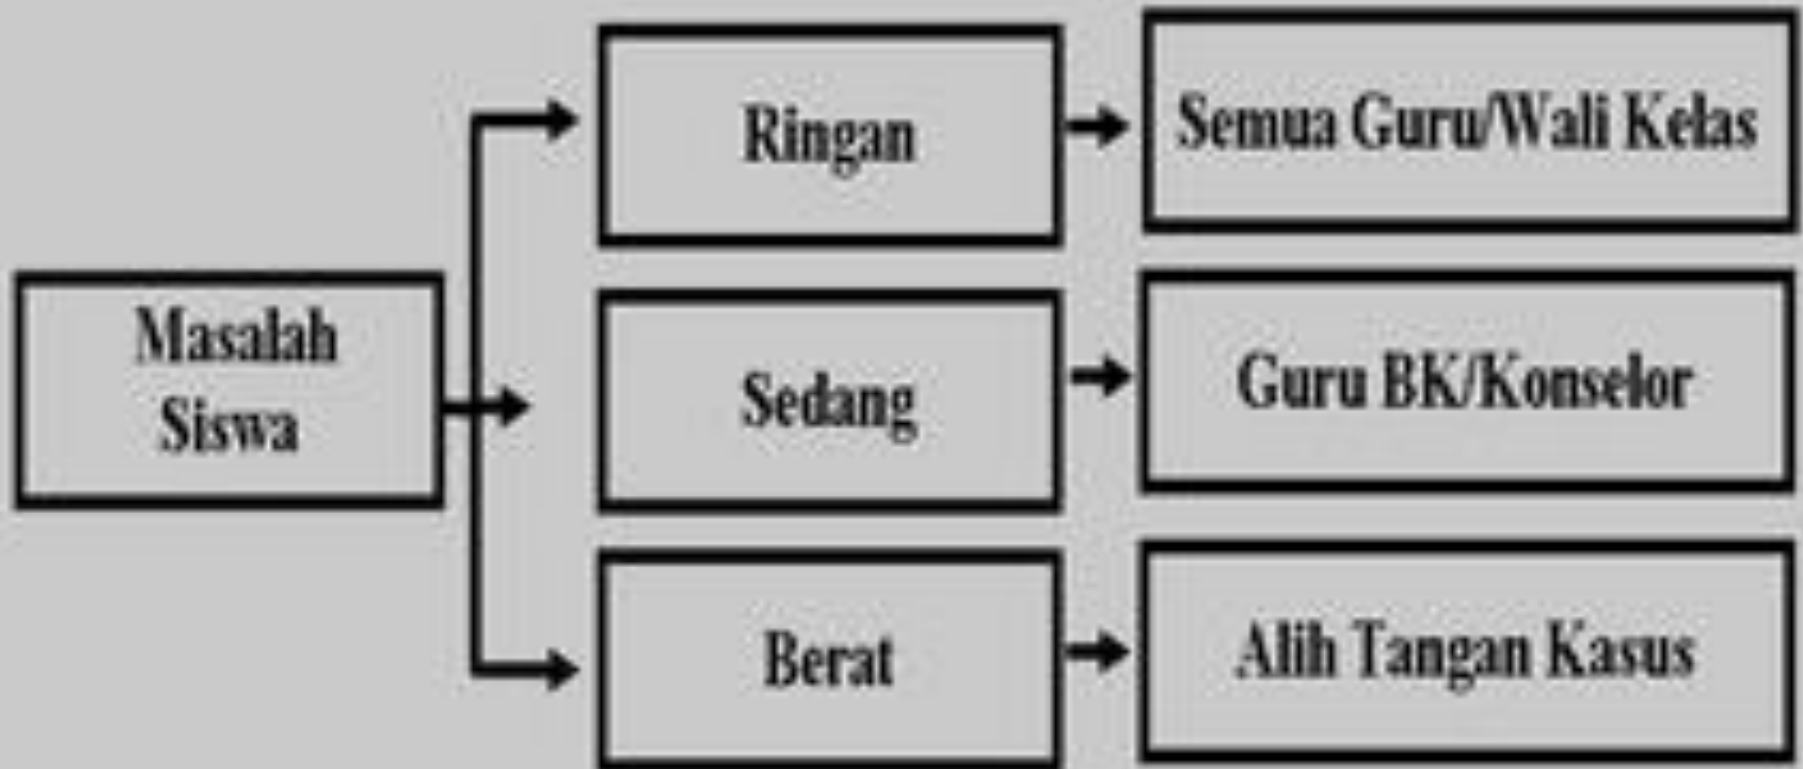 Masalah
Siswa
Ringan
Semua Guru/Wali Kelas
Sedang
Guru BK/Konselor
Berat
Alih Tangan Kasus